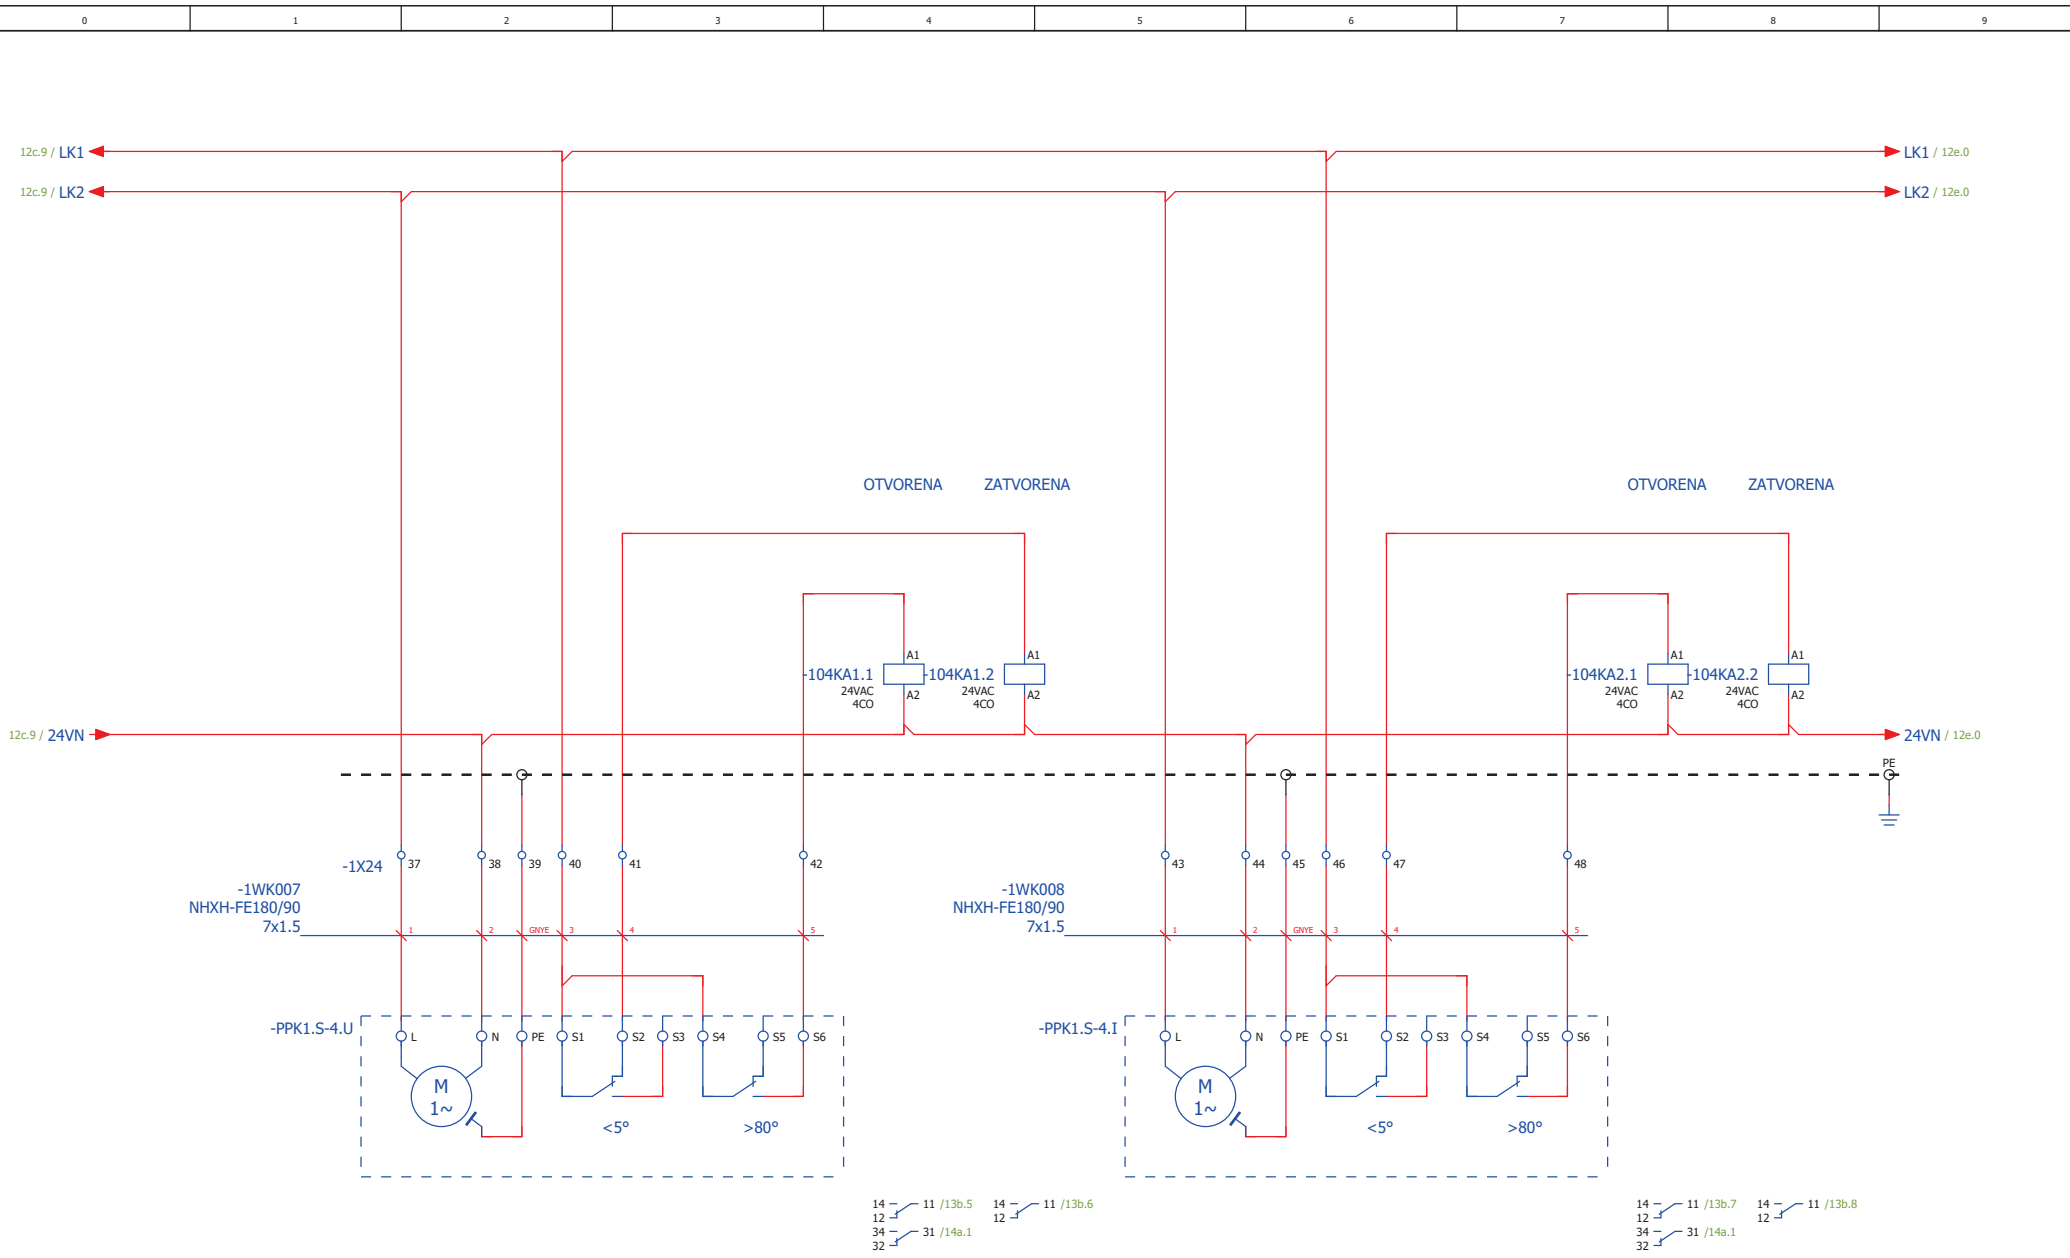 0 1 2 3 4 5 6 7 8 9
12c.9 / LK1
LK1 / 12e.0
12c.9 / LK2
LK2 / 12e.0
OTVORENA ZATVORENA
OTVORENA ZATVORENA
A1 A1
-104KA1.1 -104KA1.2
24VAC 24VAC
4CO 4CO
A2 A2
A1 A1
-104KA2.1 -104KA2.2
24VAC 24VAC
4CO 4CO
A2 A2
12c.9 / 24VN
24VN / 12e.0
PE
-1X24 37 38 39 40 41 42
43 44 45 46 47 48
-1WK007
NHXH-FE180/90
7x1.5
1 2 GNYE 3 4 5
-1WK008
NHXH-FE180/90
7x1.5
1 2 GNYE 3 4 5
-PPK1.S-4.U
L N PE S1 S2 S3 S4 S5 S6
M
1~
<5° >80°
-PPK1.S-4.I
L N PE S1 S2 S3 S4 S5 S6
M
1~
<5° >80°
14 11 /13b.5
12
34 31 /14a.1
32
14 11 /13b.6
12
14 11 /13b.7
12
34 31 /14a.1
32
14 11 /13b.8
12